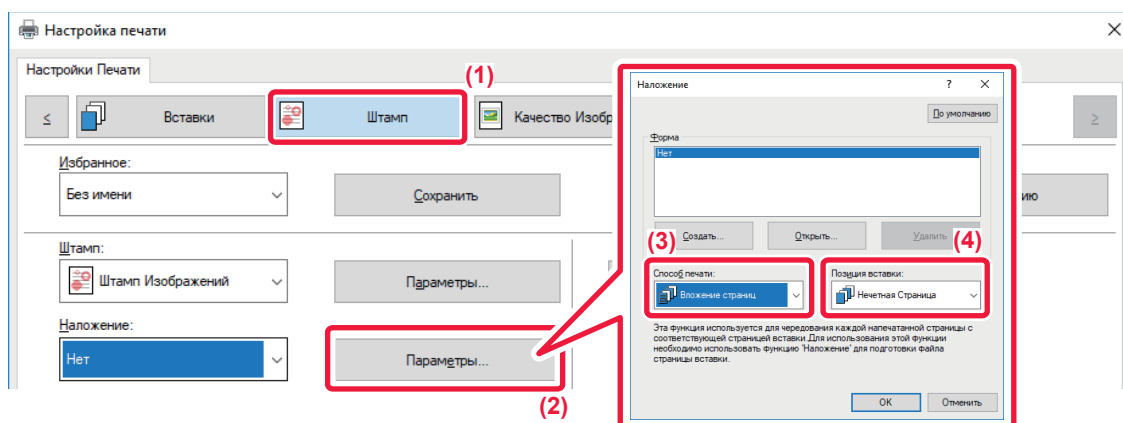 Настройка печати
Настройки Печати
(1)
<
Вставки
Штамп
Качество Изобр
>
Избранное:
Без имени
Сохранить
ию
Штамп:
Штамп Изображений
Параметры...
Наложение:
Нет
Параметры...
(2)
Наложение
?
По умолчанию
Форма
Нет
Создать...
Открыть...
Удалить
(3)
(4)
Способ печати:
Вложение страниц
Позиция вставки:
Нечетная Страница
Эта функция используется для чередования каждой напечатанной страницы с
соответствующей страницей вставки.Для использования этой функции
необходимо использовать функцию 'Наложение' для подготовки файла
страницы вставки.
OK
Отменить